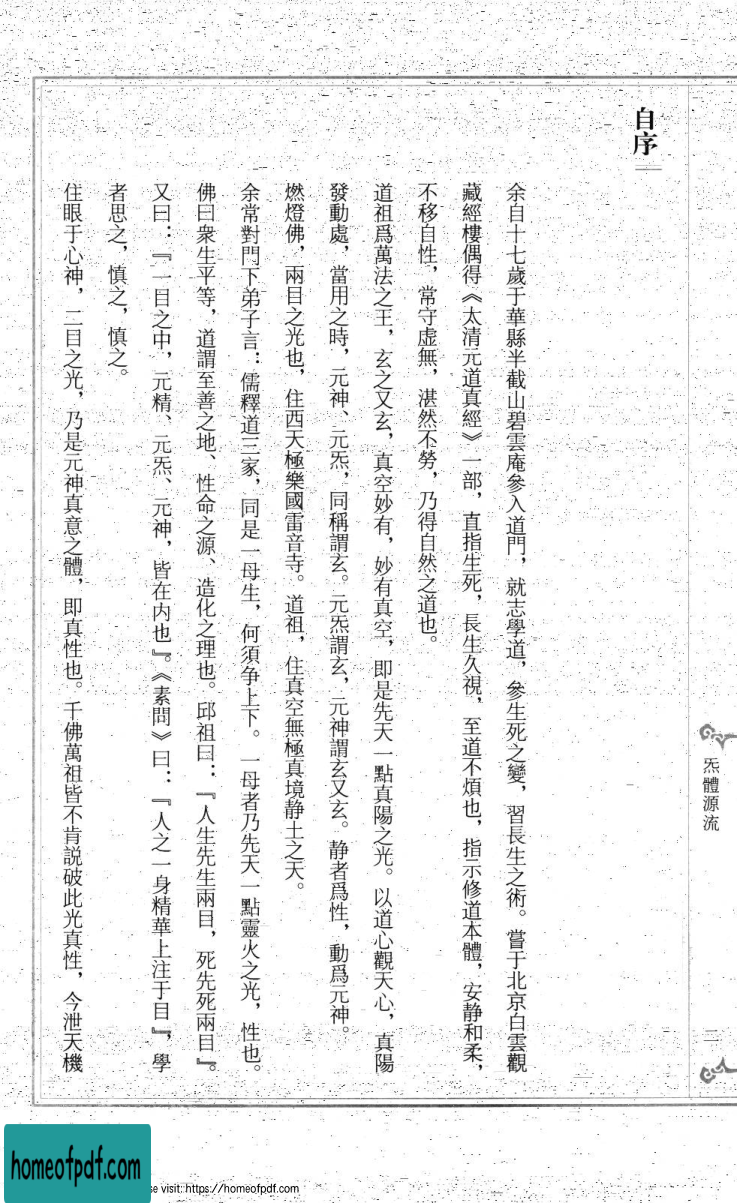 炁體源流
二
自序
余自十七歲于華縣半截山碧雲庵參入道門，就志學道，參生死之變，習長生之術。嘗于北京白雲觀
藏經樓偶得《太清元道真經》一部，直指生死，長生久視，至道不煩也，指示修道本體，安静和柔，
不移自性，常守虛無，湛然不勞，乃得自然之道也。
道祖爲萬法之王，玄之又玄，真空妙有，妙有真空，即是先天一點真陽之光。以道心觀天心，真陽
發動處，當用之時，元神、元炁，同稱謂玄。元炁謂玄，元神謂玄又玄。静者爲性，動爲元神。
燃燈佛，兩目之光也，住西天極樂國雷音寺。道祖，住真空無極真境静土之天。
余常對門下弟子言：儒釋道三家，同是一母生，何須争上下。一母者乃先天一點靈火之光，性也。
佛曰衆生平等，道謂至善之地、性命之源、造化之理也。邱祖曰：『人生先生兩目，死先死兩目』。
又曰：『一目之中，元精、元炁、元神，皆在内也』。《素問》曰：『人之一身精華上注于目』，學
者思之，慎之，慎之。
住眼于心神，二目之光，乃是元神真意之體，即真性也。千佛萬祖皆不肯説破此光真性，今泄天機
homeofpdf.com
se visit: https://homeofpdf.com